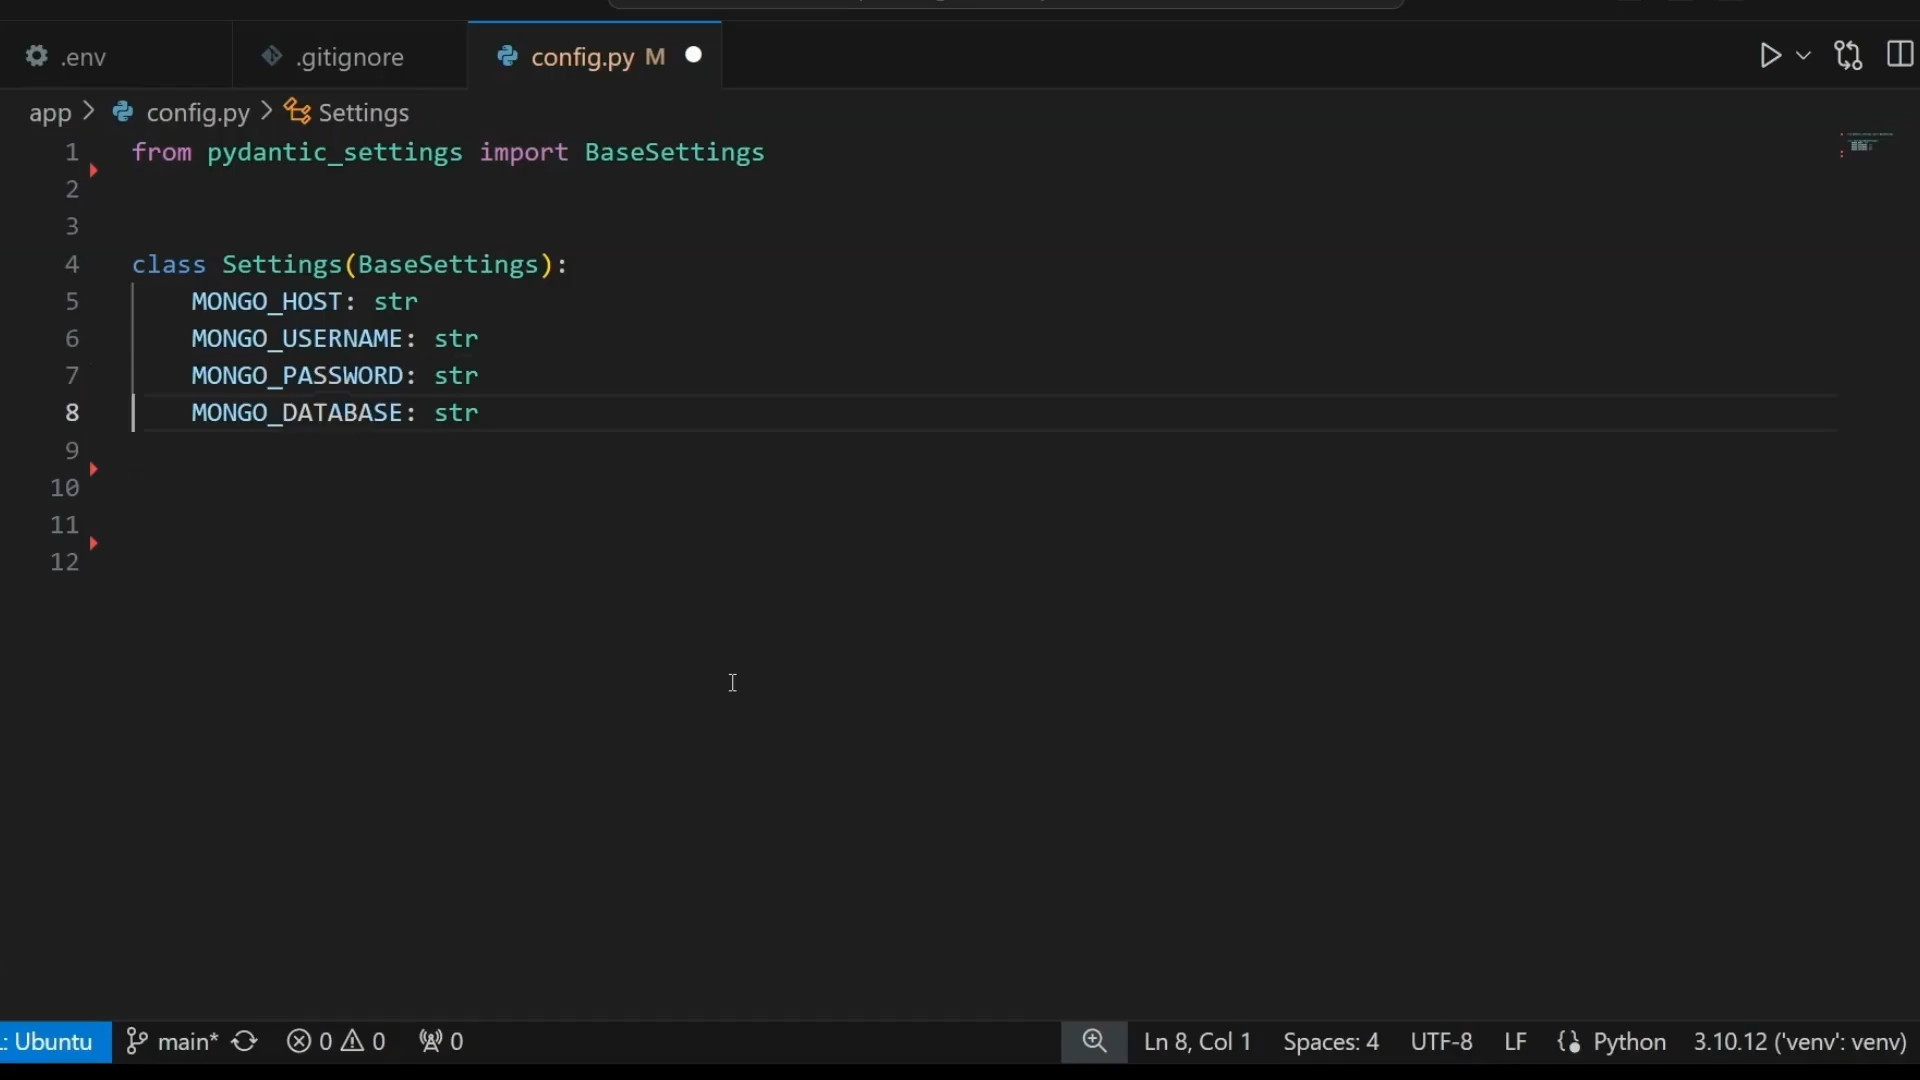 .env
.gitignore
config.py M
app > config.py > Settings
1 from pydantic_settings import BaseSettings
2
3
4 class Settings(BaseSettings):
5 MONGO_HOST: str
6 MONGO_USERNAME: str
7 MONGO_PASSWORD: str
8 MONGO_DATABASE: str
9
10
11
12
: Ubuntu main* 0 0 0 Ln 8, Col 1 Spaces: 4 UTF-8 LF Python 3.10.12 ('venv': venv)